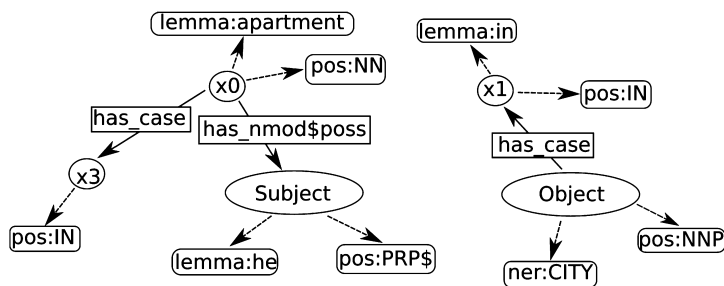 lemma:apartment
x0
pos:NN
has_case
has_nmod$poss
x3
Subject
pos:IN
lemma:he
pos:PRP$
lemma:in
x1
pos:IN
has_case
Object
pos:NNP
ner:CITY